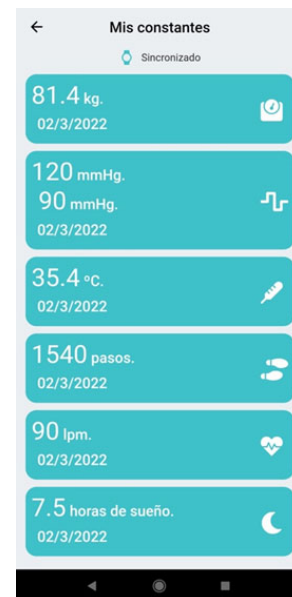 Mis constantes
Sincronizado
81.4 kg.
02/3/2022
120 mmHg.
90 mmHg.
02/3/2022
35.4 ºC.
02/3/2022
1540 pasos.
02/3/2022
90 lpm.
02/3/2022
7.5 horas de sueño.
02/3/2022